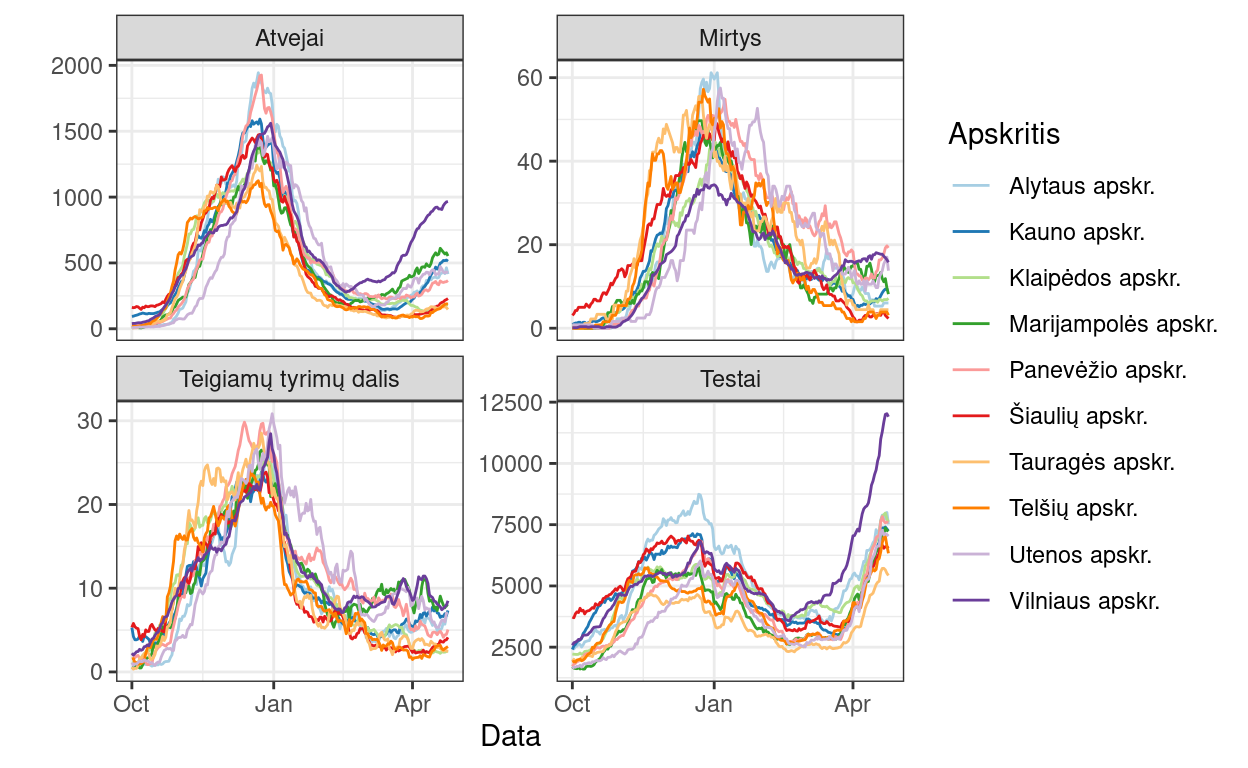 Atvejai
Mirtys
2000
1500
1000
500
0
60
40
20
0
Teigiamų tyrimų dalis
Testai
30
20
10
0
12500
10000
7500
5000
2500
Oct Jan Apr
Oct Jan Apr
Data
Apskritis
Alytaus apskr.
Kauno apskr.
Klaipėdos apskr.
Marijampolės apskr.
Panevėžio apskr.
Šiaulių apskr.
Tauragės apskr.
Telšių apskr.
Utenos apskr.
Vilniaus apskr.